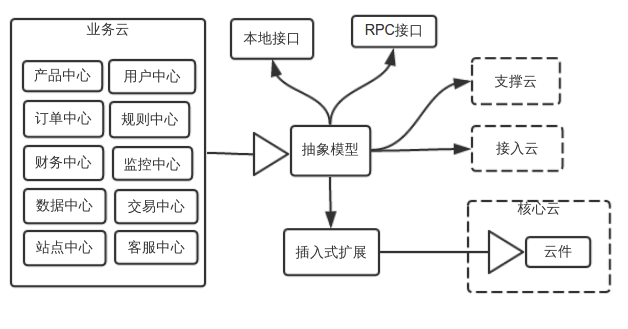 业务云
产品中心
用户中心
订单中心
规则中心
财务中心
监控中心
数据中心
交易中心
站点中心
客服中心
本地接口
RPC接口
抽象模型
支撑云
接入云
插入式扩展
核心云
云件